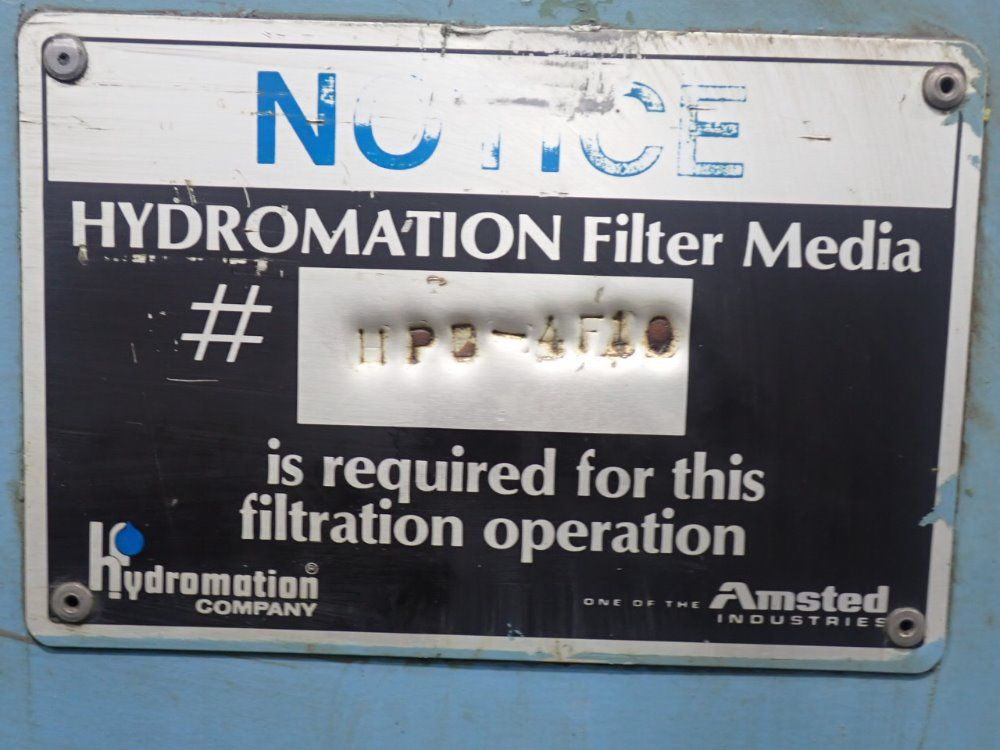 NOTICE
HYDROMATION Filter Media
#
is required for this
filtration operation
hydromation®
COMPANY
ONE OF THE Amsted
INDUSTRIES